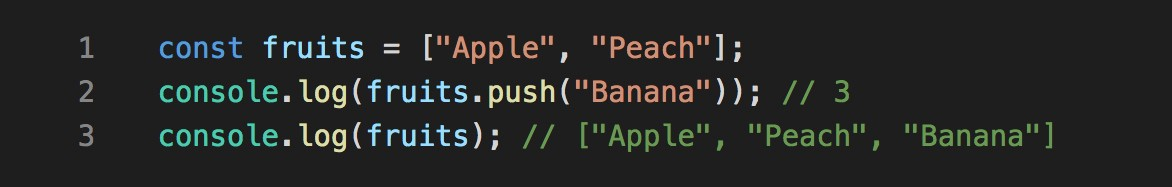 1 const fruits = ["Apple", "Peach"];
2 console.log(fruits.push("Banana")); // 3
3 console.log(fruits); // ["Apple", "Peach", "Banana"]